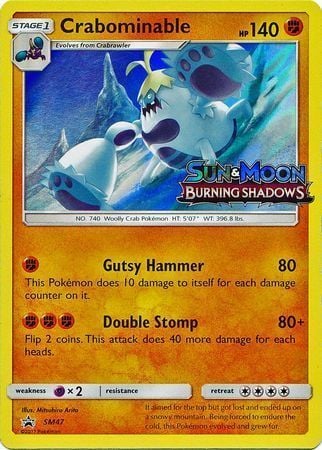 STAGE 1
Crabominable
HP 140
Evolves from Crabrawler
SUN & MOON
BURNING SHADOWS
NO. 740 Woolly Crab Pokémon HT: 5'07" WT: 396.8 lbs.
Gutsy Hammer 80
This Pokémon does 10 damage to itself for each damage
counter on it.
Double Stomp 80+
Flip 2 coins. This attack does 40 more damage for each
heads.
weakness × 2 resistance retreat
Illus. Mitsuhiro Arita
SM47
©2017 Pokémon
It aimed for the top but got lost and ended up on
a snowy mountain. Being forced to endure the
cold, this Pokémon evolved and grew fur.